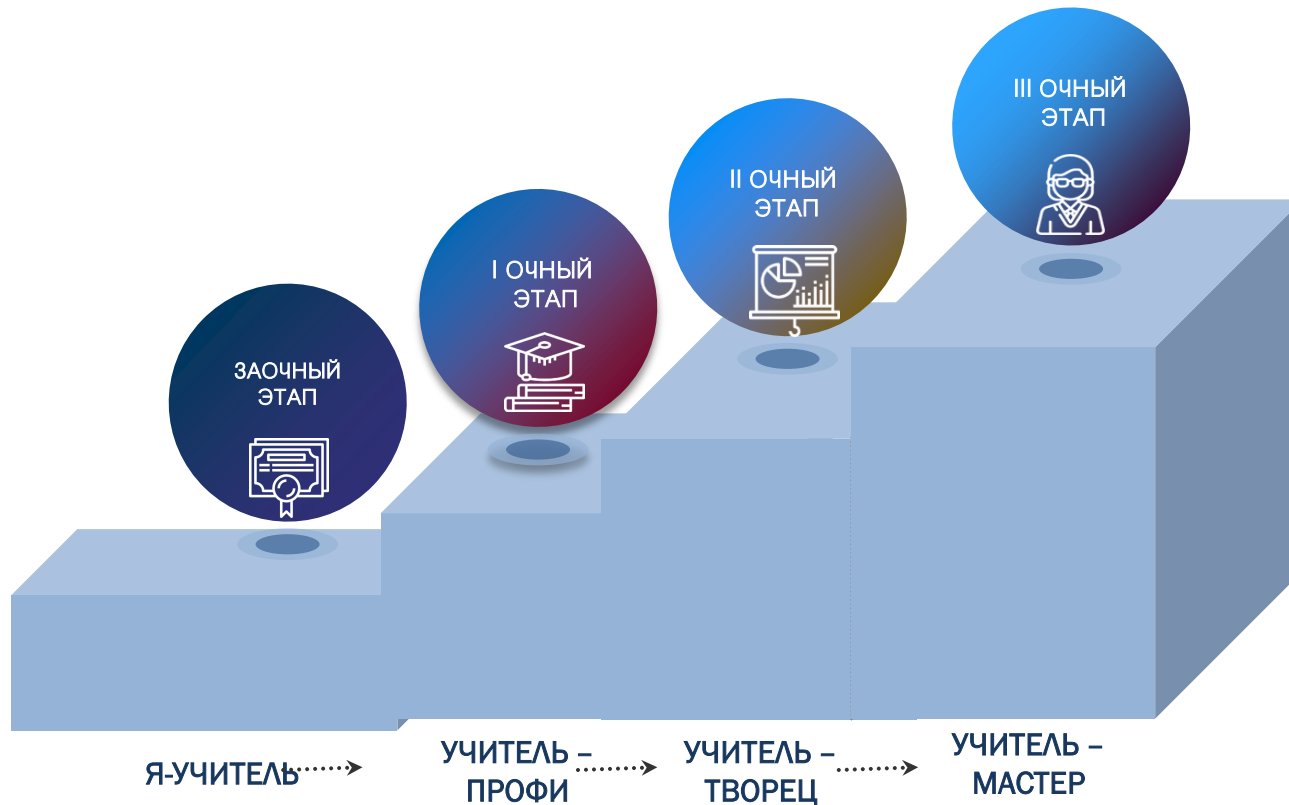 III ОЧНЫЙ
ЭТАП
II ОЧНЫЙ
ЭТАП
I ОЧНЫЙ
ЭТАП
ЗАОЧНЫЙ
ЭТАП
Я-УЧИТЕЛЬ
УЧИТЕЛЬ –
ПРОФИ
УЧИТЕЛЬ –
ТВОРЕЦ
УЧИТЕЛЬ –
МАСТЕР